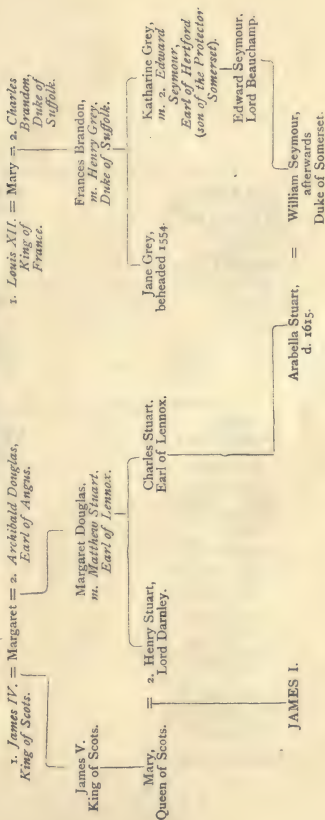 1. James IV. = Margaret = 2. Archibald Douglas,
King of Scots.
Earl of Angus.
1. Louis XII. = Mary = 2. Charles
King of
France.
Brandon,
Duke of
Suffolk.
James V.
King of Scots.
Margaret Douglas,
m. Matthew Stuart,
Earl of Lennox.
Frances Brandon,
m. Henry Grey,
Duke of Suffolk.
Mary,
Queen of Scots.
=
2. Henry Stuart,
Lord Darnley.
Charles Stuart,
Earl of Lennox.
Jane Grey,
beheaded 1554.
Katharine Grey,
m. 2. Edward
Seymour,
Earl of Hertford
(son of the Protector
Somerset).
Edward Seymour,
Lord Beauchamp.
JAMES I.
Arabella Stuart,
d. 1615.
=
William Seymour,
afterwards
Duke of Somerset.